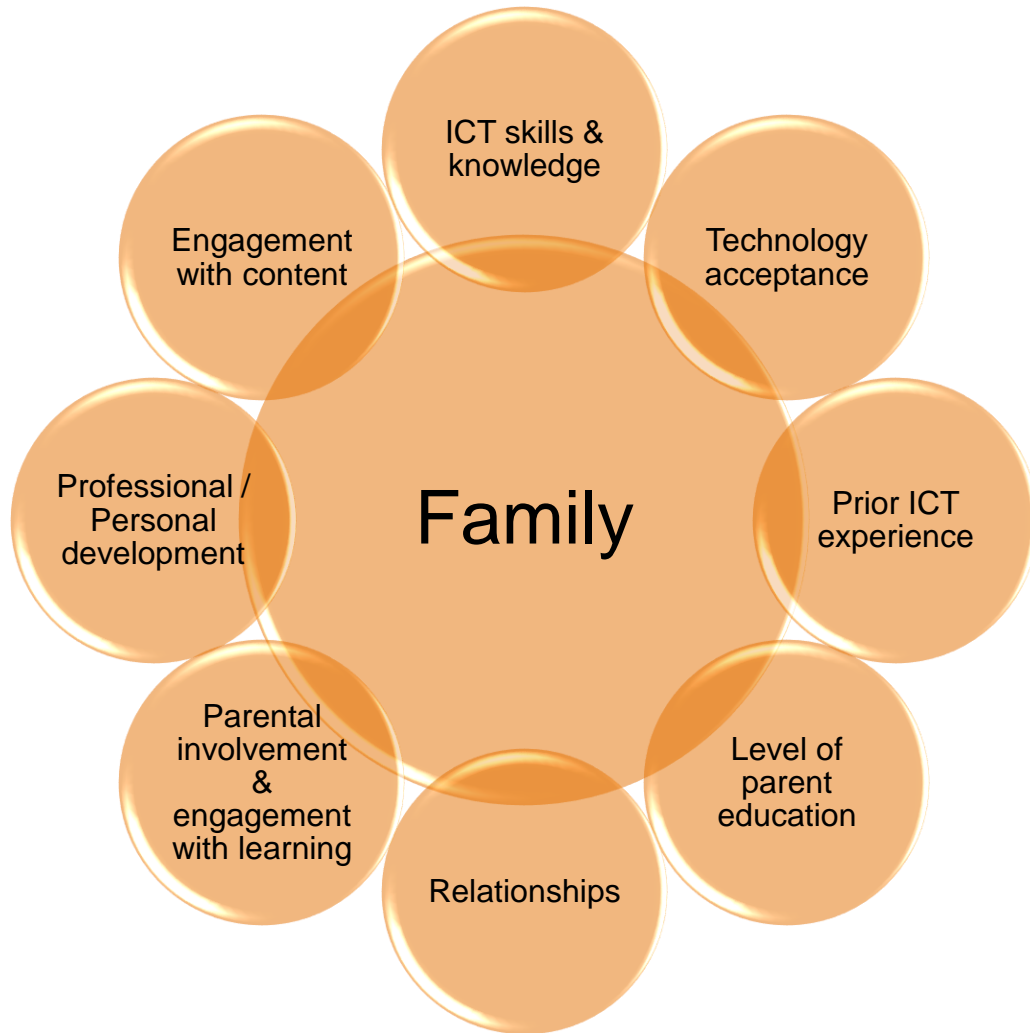 ICT skills &
knowledge
Technology
acceptance
Prior ICT
experience
Level of
parent
education
Relationships
Parental
involvement
&
engagement
with learning
Professional /
Personal
development
Engagement
with content
Family